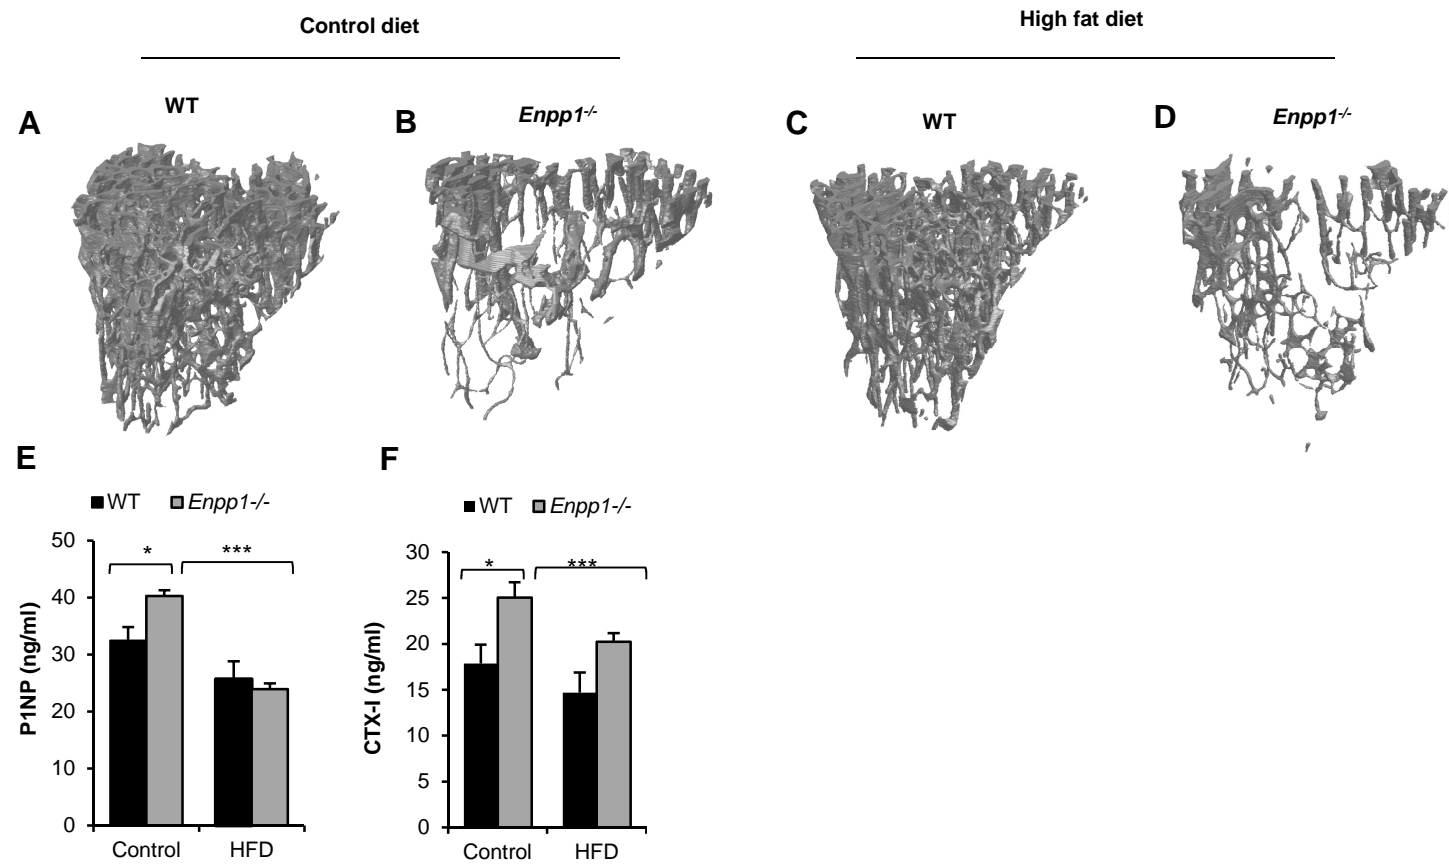 Control diet
High fat diet
A
WT
B
Enpp1-/-
C
WT
D
Enpp1-/-
E
WT Enpp1-/-
P1NP (ng/ml)
50
40
30
20
10
0
* ***
Control HFD
F
WT Enpp1-/-
CTX-I (ng/ml)
30
25
20
15
10
5
0
* ***
Control HFD